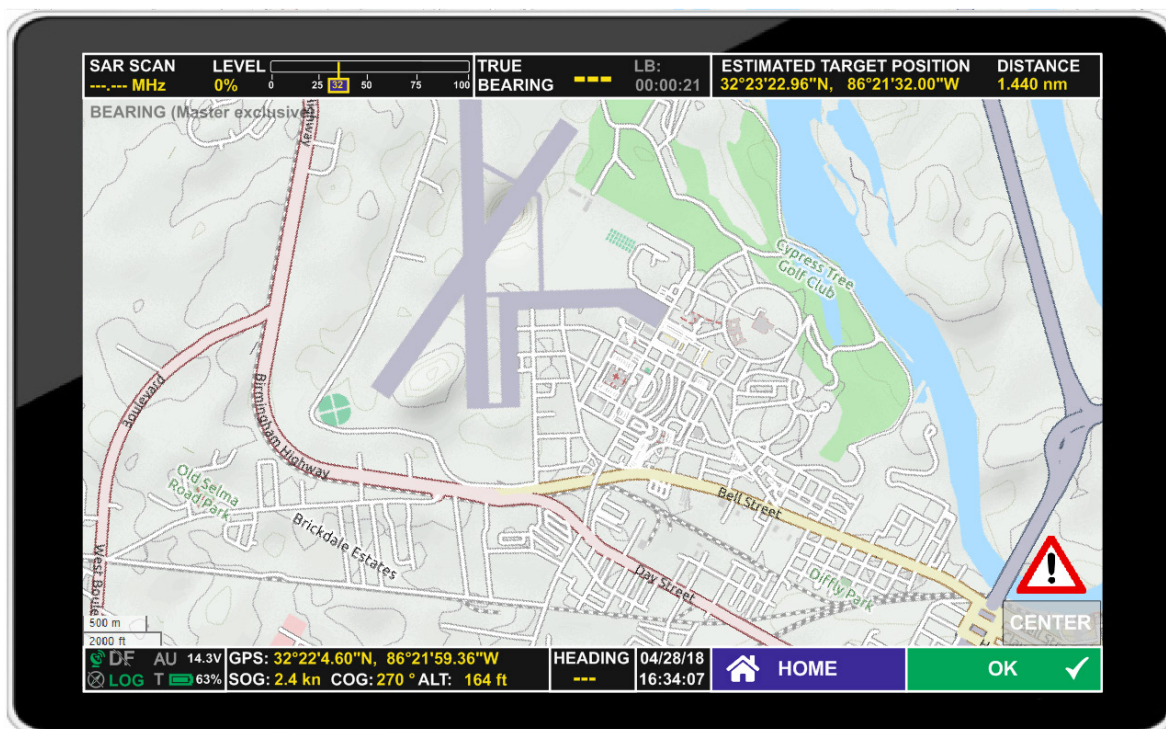 SAR SCAN LEVEL TRUE LB: ESTIMATED TARGET POSITION DISTANCE
---.--- MHz 0% 0 25 32 50 75 100 BEARING --- 00:00:21 32°23'22.96"N, 86°21'32.00"W 1.440 nm
BEARING (Master exclusive)
Cypress Tree
Golf Club
Boulevard
Birmingham Highway
Old Selma
Road Park
Brickdale Estates
Bell Street
West Boule
Day Street
Diffy Park
500 m
2000 ft
CENTER
DF AU 14.3V GPS: 32°22'4.60"N, 86°21'59.36"W HEADING 04/28/18 HOME OK
LOG T 63% SOG: 2.4 kn COG: 270 ° ALT: 164 ft --- 16:34:07